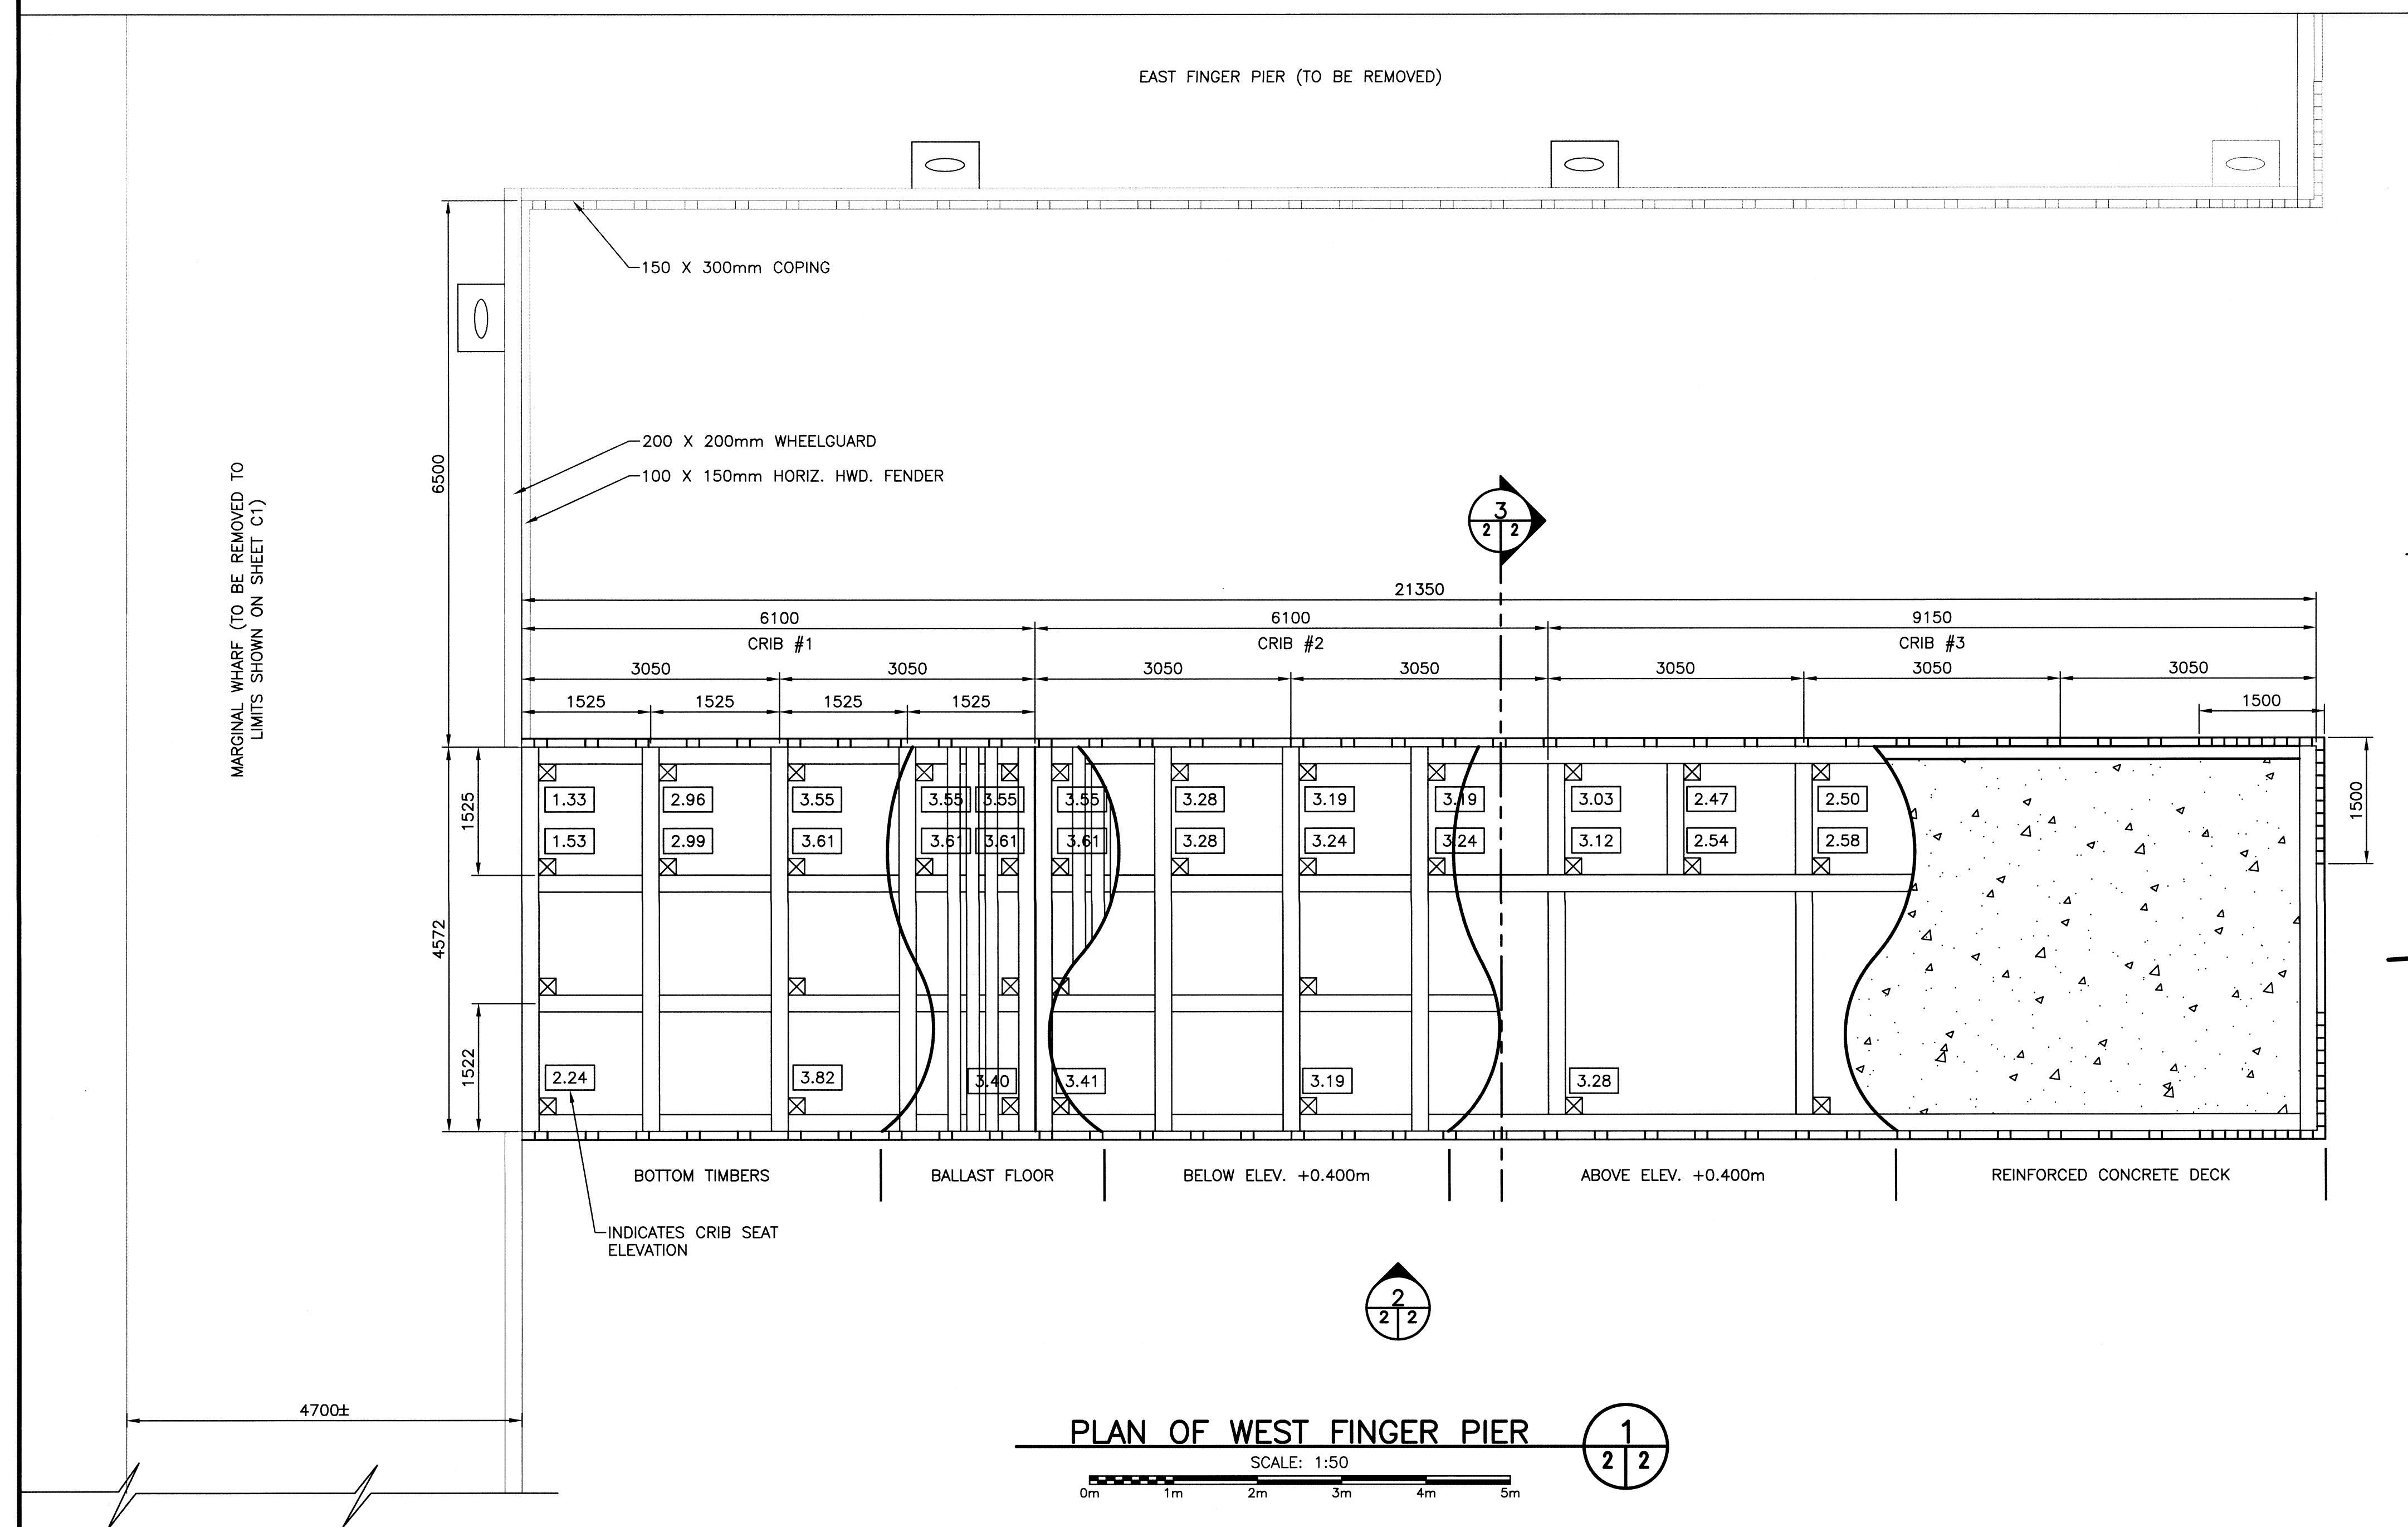 EAST FINGER PIER (TO BE REMOVED)
150 X 300mm COPING
6500
200 X 200mm WHEELGUARD
100 X 150mm HORIZ. HWD. FENDER
MARGINAL WHARF (TO BE REMOVED TO
LIMITS SHOWN ON SHEET C1)
3
2 2
21350
6100 6100 9150
CRIB #1 CRIB #2 CRIB #3
3050 3050 3050 3050 3050 3050 3050
1525 1525 1525 1525 1500
1525
1500
1.33 2.96 3.55 3.55 3.55 3.55 3.28 3.19 3.19 3.03 2.47 2.50
1.53 2.99 3.61 3.61 3.61 3.61 3.28 3.24 3.24 3.12 2.54 2.58
4572
1522
2.24 3.82 3.40 3.41 3.19 3.28
BOTTOM TIMBERS BALLAST FLOOR BELOW ELEV. +0.400m ABOVE ELEV. +0.400m REINFORCED CONCRETE DECK
INDICATES CRIB SEAT
ELEVATION
2
2 2
4700±
PLAN OF WEST FINGER PIER
1
2 2
SCALE: 1:50
0m 1m 2m 3m 4m 5m